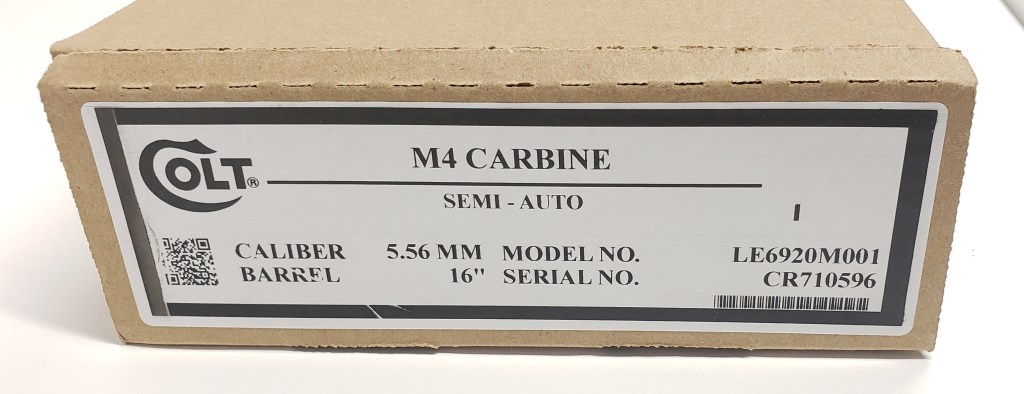 COLT®
M4 CARBINE
SEMI - AUTO
CALIBER 5.56 MM MODEL NO. LE6920M001
BARREL 16" SERIAL NO. CR710596